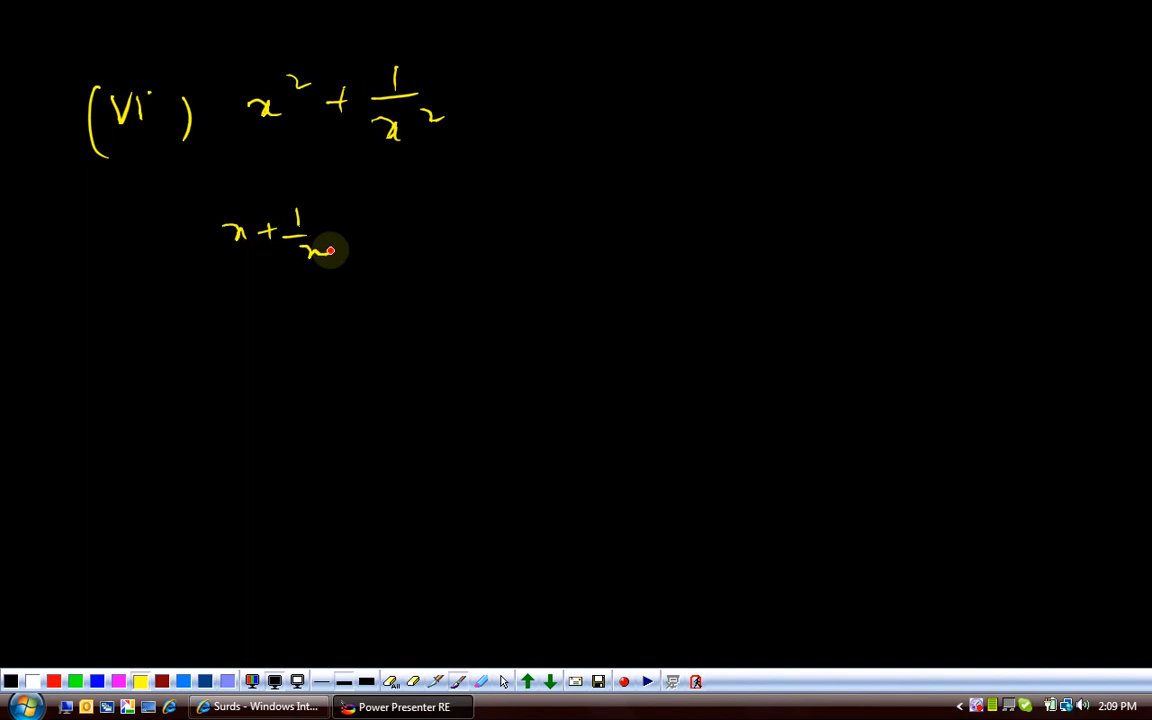 (vi) x² + 1/x²
x + 1/x
Surds - Windows Int...
Power Presenter RE
2:09 PM